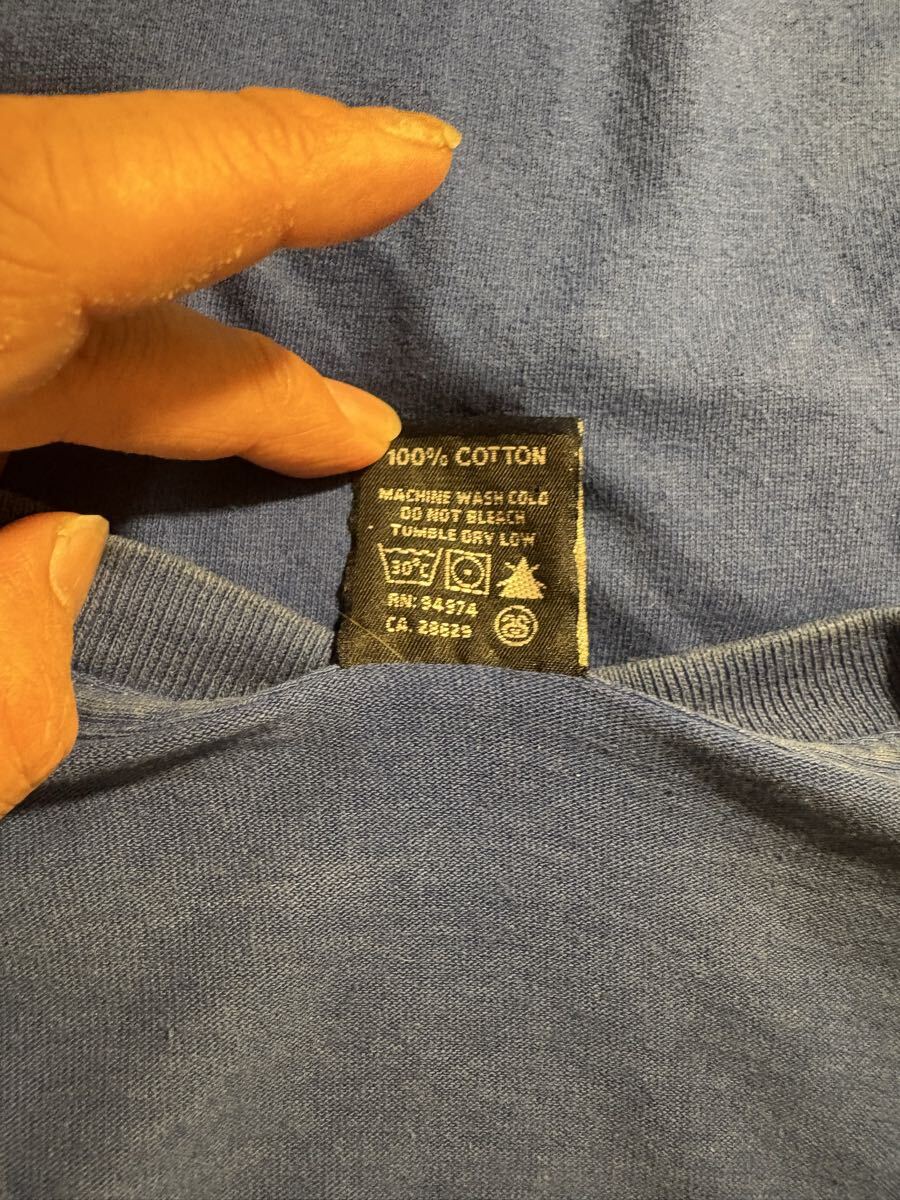 100% COTTON
MACHINE WASH COLD
DO NOT BLEACH
TUMBLE DRY LOW
30°C
RN: 94974
CA. 28629